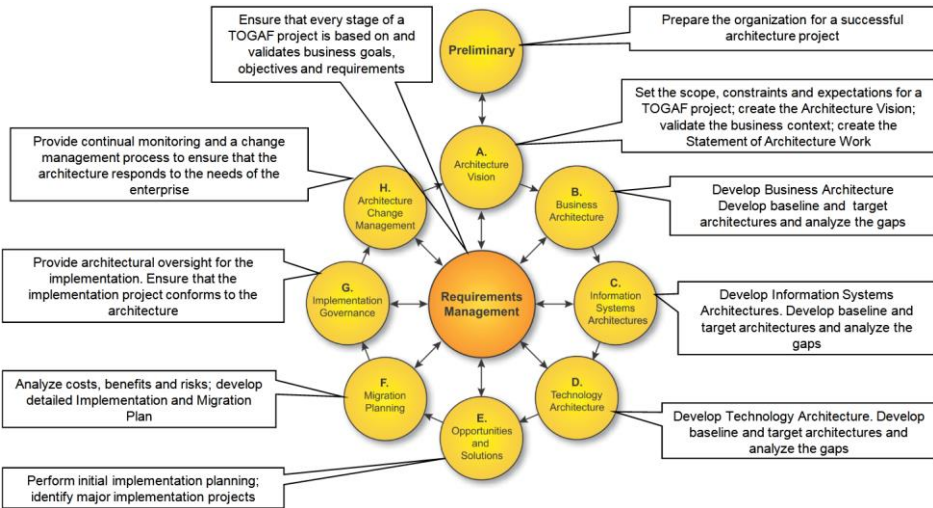 Ensure that every stage of a
TOGAF project is based on and
validates business goals,
objectives and requirements
Preliminary
Prepare the organization for a successful
architecture project
Set the scope, constraints and expectations for a
TOGAF project; create the Architecture Vision;
validate the business context; create the
Statement of Architecture Work
Provide continual monitoring and a change
management process to ensure that the
architecture responds to the needs of the
enterprise
A.
Architecture
Vision
H.
Architecture
Change
Management
B.
Business
Architecture
Develop Business Architecture
Develop baseline and target
architectures and analyze the gaps
Provide architectural oversight for the
implementation. Ensure that the
implementation project conforms to the
architecture
G.
Implementation
Governance
Requirements
Management
C.
Information
Systems
Architectures
Develop Information Systems
Architectures. Develop baseline and
target architectures and analyze the
gaps
Analyze costs, benefits and risks; develop
detailed Implementation and Migration
Plan
F.
Migration
Planning
D.
Technology
Architecture
Develop Technology Architecture. Develop
baseline and target architectures and
analyze the gaps
E.
Opportunities
and
Solutions
Perform initial implementation planning;
identify major implementation projects